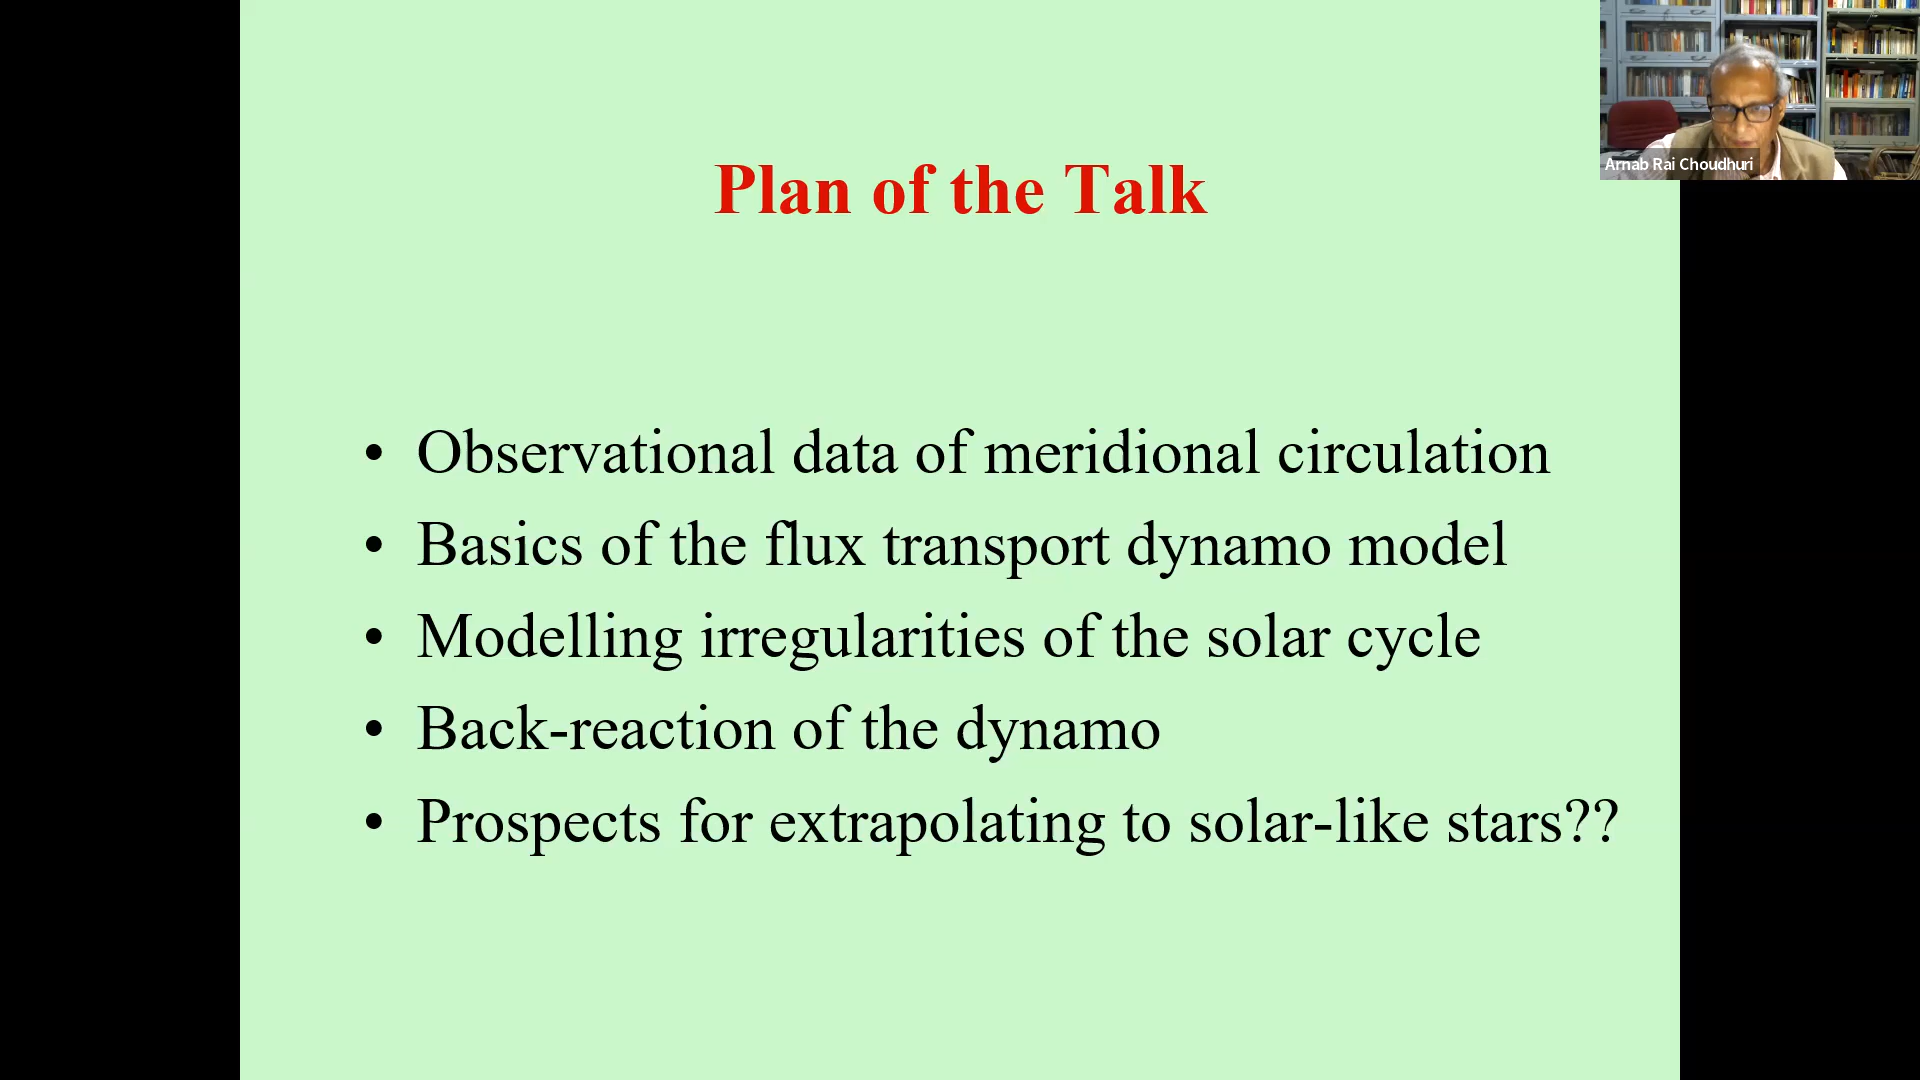 Plan of the Talk
Arnab Rai Choudhuri
• Observational data of meridional circulation
• Basics of the flux transport dynamo model
• Modelling irregularities of the solar cycle
• Back-reaction of the dynamo
• Prospects for extrapolating to solar-like stars??